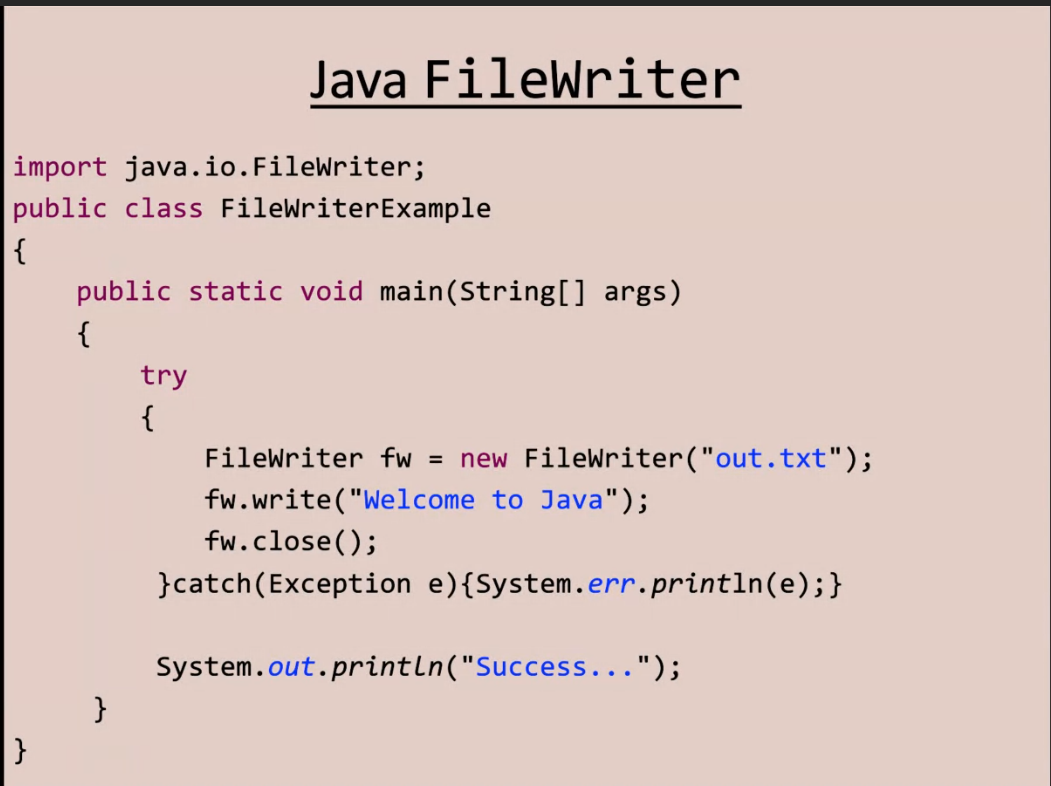 Java FileWriter
import java.io.FileWriter;
public class FileWriterExample
{
public static void main(String[] args)
{
try
{
FileWriter fw = new FileWriter("out.txt");
fw.write("Welcome to Java");
fw.close();
}catch(Exception e){System.err.println(e);}
System.out.println("Success...");
}
}